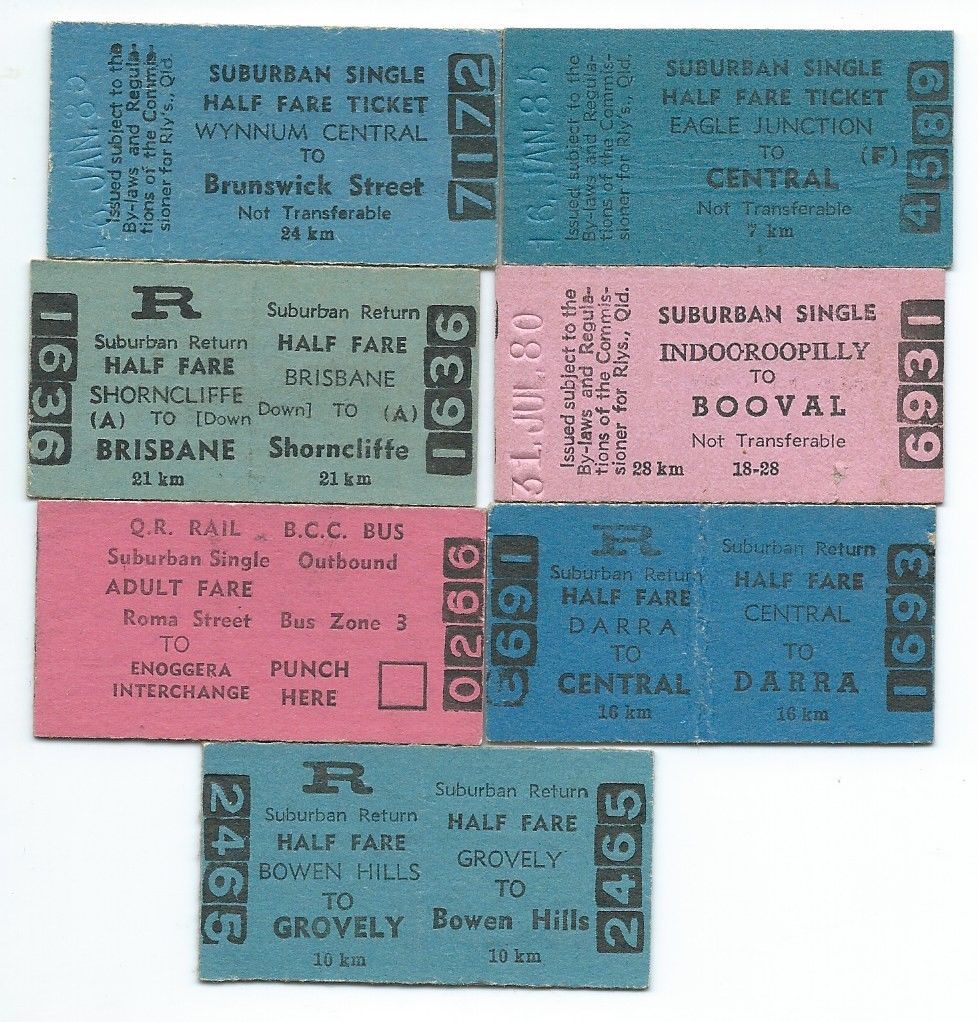 JAN.
Issued subject to the
By-laws and Regula-
tions of the Commis-
sioner for Rly's., Qld.
SUBURBAN SINGLE
HALF FARE TICKET
WYNNUM CENTRAL
TO
Brunswick Street
Not Transferable
24 km
7172
16. JAN. 85
Issued subject to the
By-laws and Regula-
tions of the Commis-
sioner for Rlys., Qld.
SUBURBAN SINGLE
HALF FARE TICKET
EAGLE JUNCTION
TO (F)
CENTRAL
Not Transferable
7 km
4589
1636
R
Suburban Return
HALF FARE
SHORNCLIFFE
(A) TO [Down
BRISBANE
21 km
Suburban Return
HALF FARE
BRISBANE
Down] TO (A)
Shorncliffe
21 km
1636
31. JUL. 80
Issued subject to the
By-laws and Regula-
tions of the Commis-
sioner for Rlys., Qld.
SUBURBAN SINGLE
INDOOROOPILLY
TO
BOOVAL
Not Transferable
28 km 18-28
6931
Q.R. RAIL
Suburban Single
ADULT FARE
Roma Street
TO
ENOGGERA
INTERCHANGE
B.C.C. BUS
Outbound
Bus Zone 3
PUNCH
HERE
0266
1693
R
Suburban Return
HALF FARE
DARRA
TO
CENTRAL
16 km
Suburban Return
HALF FARE
CENTRAL
TO
DARRA
16 km
1693
2465
R
Suburban Return
HALF FARE
BOWEN HILLS
TO
GROVELY
10 km
Suburban Return
HALF FARE
GROVELY
TO
Bowen Hills
10 km
2465